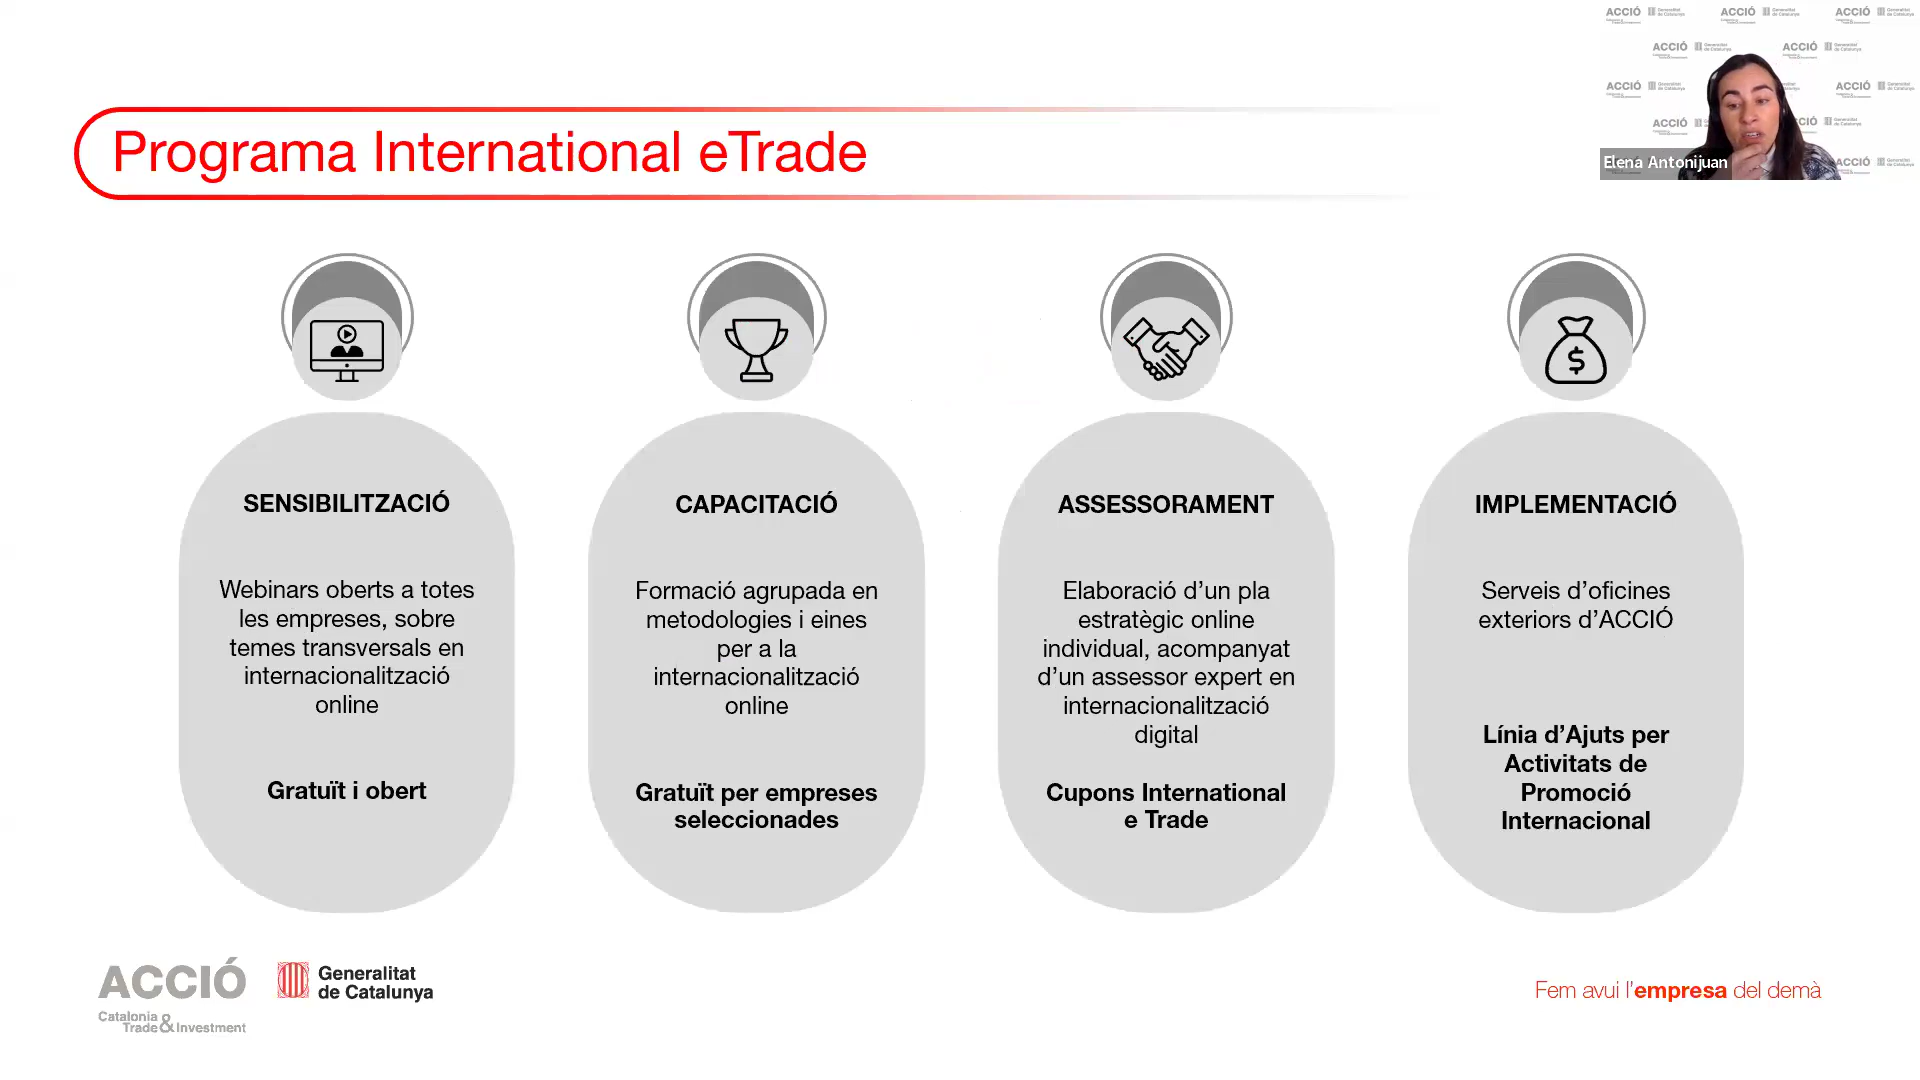 Programa International eTrade
Elena Antonijuan
SENSIBILITZACIÓ
Webinars oberts a totes
les empreses, sobre
temes transversals en
internacionalització
online
Gratuït i obert
CAPACITACIÓ
Formació agrupada en
metodologies i eines
per a la
internacionalització
online
Gratuït per empreses
seleccionades
ASSESSORAMENT
Elaboració d’un pla
estratègic online
individual, acompanyat
d’un assessor expert en
internacionalització
digital
Cupons International
e Trade
IMPLEMENTACIÓ
Serveis d’oficines
exteriors d’ACCIÓ
Línia d’Ajuts per
Activitats de
Promoció
Internacional
ACCIÓ
Catalonia
Trade & Investment
Generalitat
de Catalunya
Fem avui l’empresa del demà